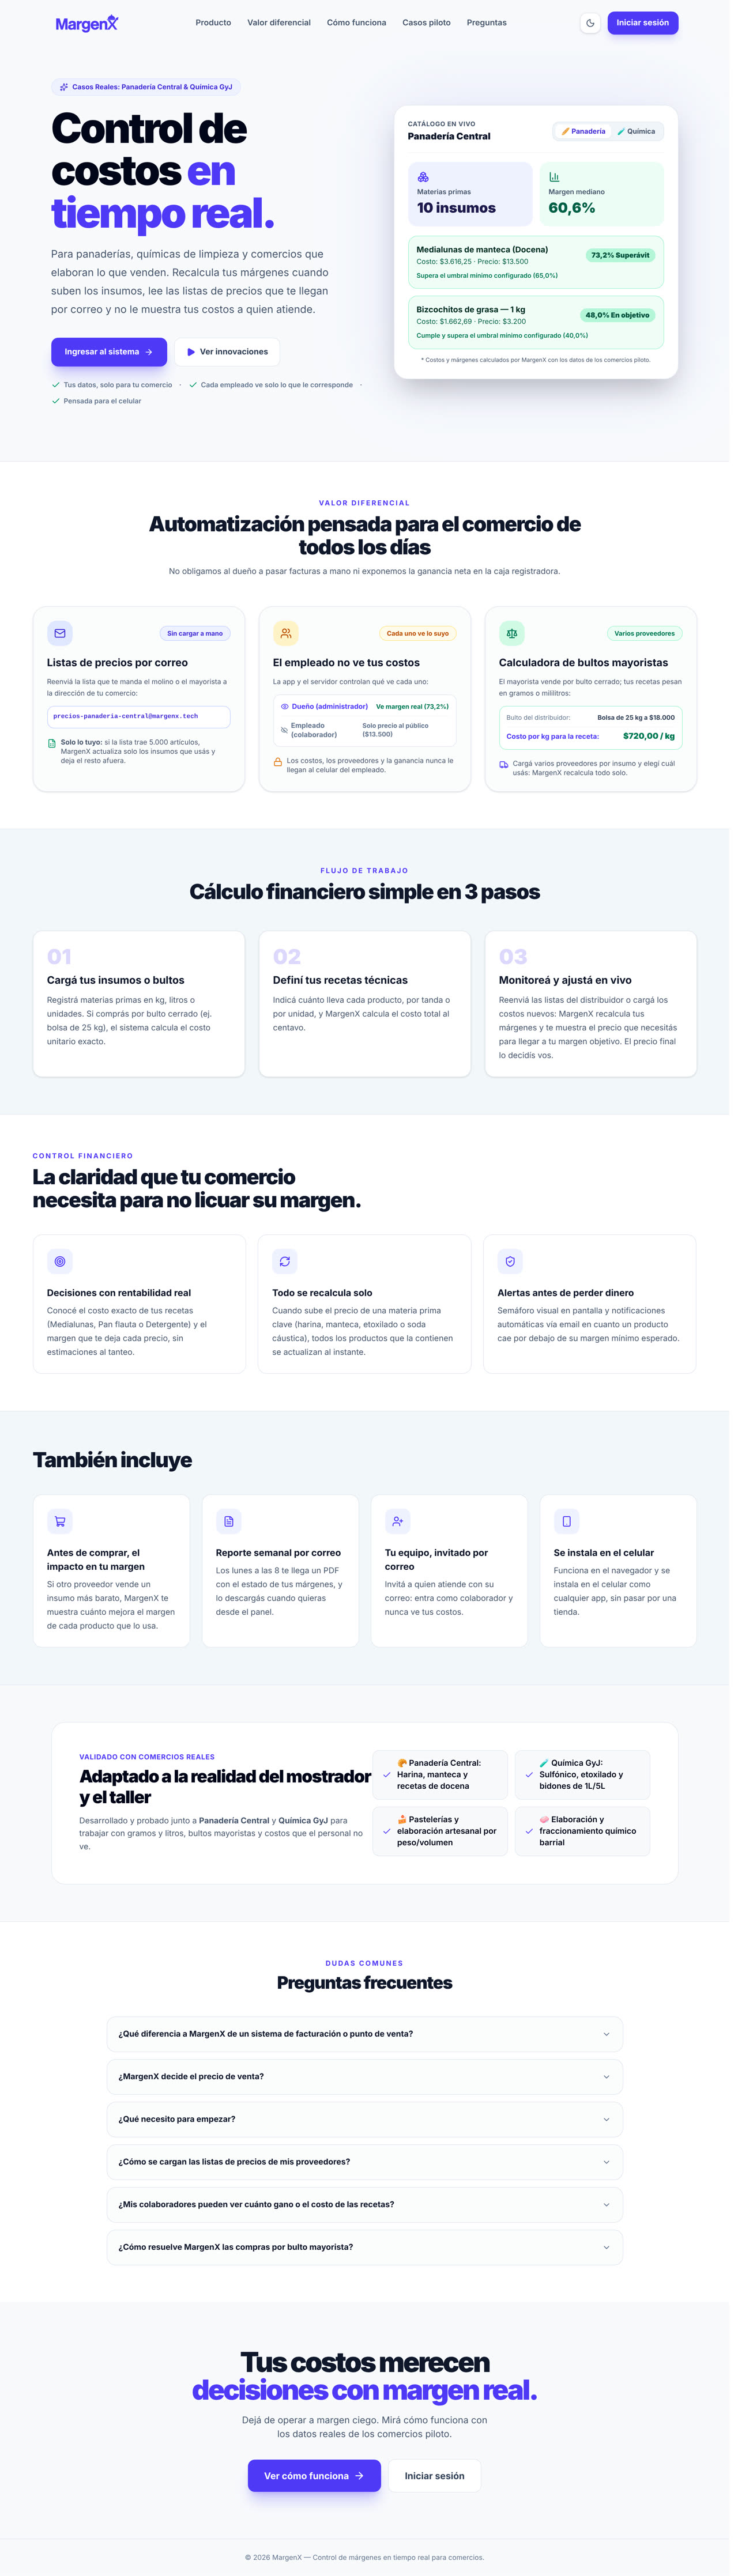 MargenX
Producto
Valor diferencial
Cómo funciona
Casos piloto
Preguntas
Iniciar sesión
Casos Reales: Panadería Central & Química GyJ
Control de
costos en
tiempo real.
Para panaderías, químicas de limpieza y comercios que
elaboran lo que venden. Recalcula tus márgenes cuando
suben los insumos, lee las listas de precios que te llegan
por correo y no le muestra tus costos a quien atiende.
Ingresar al sistema
Ver innovaciones
Tus datos, solo para tu comercio ·
Cada empleado ve solo lo que le corresponde ·
Pensada para el celular
CATÁLOGO EN VIVO
Panadería Central
🥖 Panadería
🧪 Química
Materias primas
10 insumos
Margen mediano
60,6%
Medialunas de manteca (Docena)
Costo: $3.616,25 · Precio: $13.500
73,2% Superávit
Supera el umbral mínimo configurado (65,0%)
Bizcochitos de grasa — 1 kg
Costo: $1.662,69 · Precio: $3.200
48,0% En objetivo
Cumple y supera el umbral mínimo configurado (40,0%)
* Costos y márgenes calculados por MargenX con los datos de los comercios piloto.
VALOR DIFERENCIAL
Automatización pensada para el comercio de
todos los días
No obligamos al dueño a pasar facturas a mano ni exponemos la ganancia neta en la caja registradora.
Sin cargar a mano
Listas de precios por correo
Reenviá la lista que te manda el molino o el mayorista a
la dirección de tu comercio:
precios-panaderia-central@margenx.tech
Solo lo tuyo: si la lista trae 5.000 artículos,
MargenX actualiza solo los insumos que usás y
deja el resto afuera.
Cada uno ve lo suyo
El empleado no ve tus costos
La app y el servidor controlan qué ve cada uno:
Dueño (administrador)
Ve margen real (73,2%)
Empleado
(colaborador)
Solo precio al público
($13.500)
Los costos, los proveedores y la ganancia nunca le
llegan al celular del empleado.
Varios proveedores
Calculadora de bultos mayoristas
El mayorista vende por bulto cerrado; tus recetas pesan
en gramos o mililitros:
Bulto del distribuidor:
Bolsa de 25 kg a $18.000
Costo por kg para la receta:
$720,00 / kg
Cargá varios proveedores por insumo y elegí cuál
usás: MargenX recalcula todo solo.
FLUJO DE TRABAJO
Cálculo financiero simple en 3 pasos
01
Cargá tus insumos o bultos
Registrá materias primas en kg, litros o
unidades. Si comprás por bulto cerrado (ej.
bolsa de 25 kg), el sistema calcula el costo
unitario exacto.
02
Definí tus recetas técnicas
Indicá cuánto lleva cada producto, por tanda o
por unidad, y MargenX calcula el costo total al
centavo.
03
Monitoreá y ajustá en vivo
Reenviá las listas del distribuidor o cargá los
costos nuevos: MargenX recalcula tus
márgenes y te muestra el precio que necesitás
para llegar a tu margen objetivo. El precio final
lo decidís vos.
CONTROL FINANCIERO
La claridad que tu comercio
necesita para no licuar su margen.
Decisiones con rentabilidad real
Conocé el costo exacto de tus recetas
(Medialunas, Pan flauta o Detergente) y el
margen que te deja cada precio, sin
estimaciones al tanteo.
Todo se recalcula solo
Cuando sube el precio de una materia prima
clave (harina, manteca, etoxilado o soda
cáustica), todos los productos que la contienen
se actualizan al instante.
Alertas antes de perder dinero
Semáforo visual en pantalla y notificaciones
automáticas vía email en cuanto un producto
cae por debajo de su margen mínimo esperado.
También incluye
Antes de comprar, el
impacto en tu margen
Si otro proveedor vende un
insumo más barato, MargenX te
muestra cuánto mejora el margen
de cada producto que lo usa.
Reporte semanal por correo
Los lunes a las 8 te llega un PDF
con el estado de tus márgenes, y
lo descargás cuando quieras
desde el panel.
Tu equipo, invitado por
correo
Invitá a quien atiende con su
correo: entra como colaborador y
nunca ve tus costos.
Se instala en el celular
Funciona en el navegador y se
instala en el celular como
cualquier app, sin pasar por una
tienda.
VALIDADO CON COMERCIOS REALES
Adaptado a la realidad del mostrador
y el taller
Desarrollado y probado junto a Panadería Central y Química GyJ para
trabajar con gramos y litros, bultos mayoristas y costos que el personal no
ve.
🥐 Panadería Central:
Harina, manteca y
recetas de docena
🧪 Química GyJ:
Sulfónico, etoxilado y
bidones de 1L/5L
🍰 Pastelerías y
elaboración artesanal por
peso/volumen
🧼 Elaboración y
fraccionamiento químico
barrial
DUDAS COMUNES
Preguntas frecuentes
¿Qué diferencia a MargenX de un sistema de facturación o punto de venta?
¿MargenX decide el precio de venta?
¿Qué necesito para empezar?
¿Cómo se cargan las listas de precios de mis proveedores?
¿Mis colaboradores pueden ver cuánto gano o el costo de las recetas?
¿Cómo resuelve MargenX las compras por bulto mayorista?
Tus costos merecen
decisiones con margen real.
Dejá de operar a margen ciego. Mirá cómo funciona con
los datos reales de los comercios piloto.
Ver cómo funciona
Iniciar sesión
© 2026 MargenX — Control de márgenes en tiempo real para comercios.